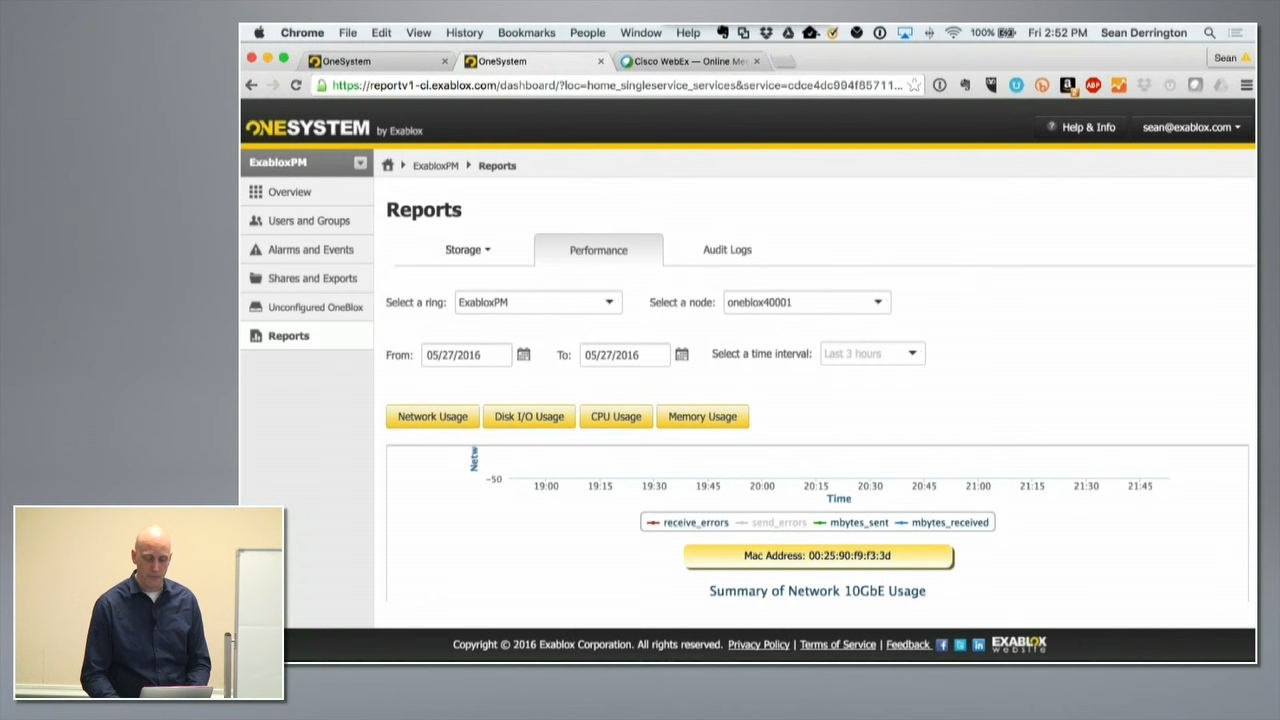 Chrome File Edit View History Bookmarks People Window Help 100% Fri 2:52 PM Sean Derrington
OneSystem × OneSystem × Cisco WebEx — Online Me × Sean
https://reportv1-ci.exablox.com/dashboard/?loc=home_singleservice_services&service=cdce4dc994f85711... ABP
ONESYSTEM by Exablox ? Help & Info sean@exablox.com
ExabloxPM ExabloxPM Reports
Overview
Users and Groups
Alarms and Events
Shares and Exports
Unconfigured OneBlox
Reports
Reports
Storage Performance Audit Logs
Select a ring: ExabloxPM Select a node: oneblox40001
From: 05/27/2016 To: 05/27/2016 Select a time interval: Last 3 hours
Network Usage Disk I/O Usage CPU Usage Memory Usage
Netw
-50
19:00 19:15 19:30 19:45 20:00 20:15 20:30 20:45 21:00 21:15 21:30 21:45
Time
receive_errors send_errors mbytes_sent mbytes_received
Mac Address: 00:25:90:f9:f3:3d
Summary of Network 10GbE Usage
Copyright © 2016 Exablox Corporation. All rights reserved. Privacy Policy | Terms of Service | Feedback EXABLOX website